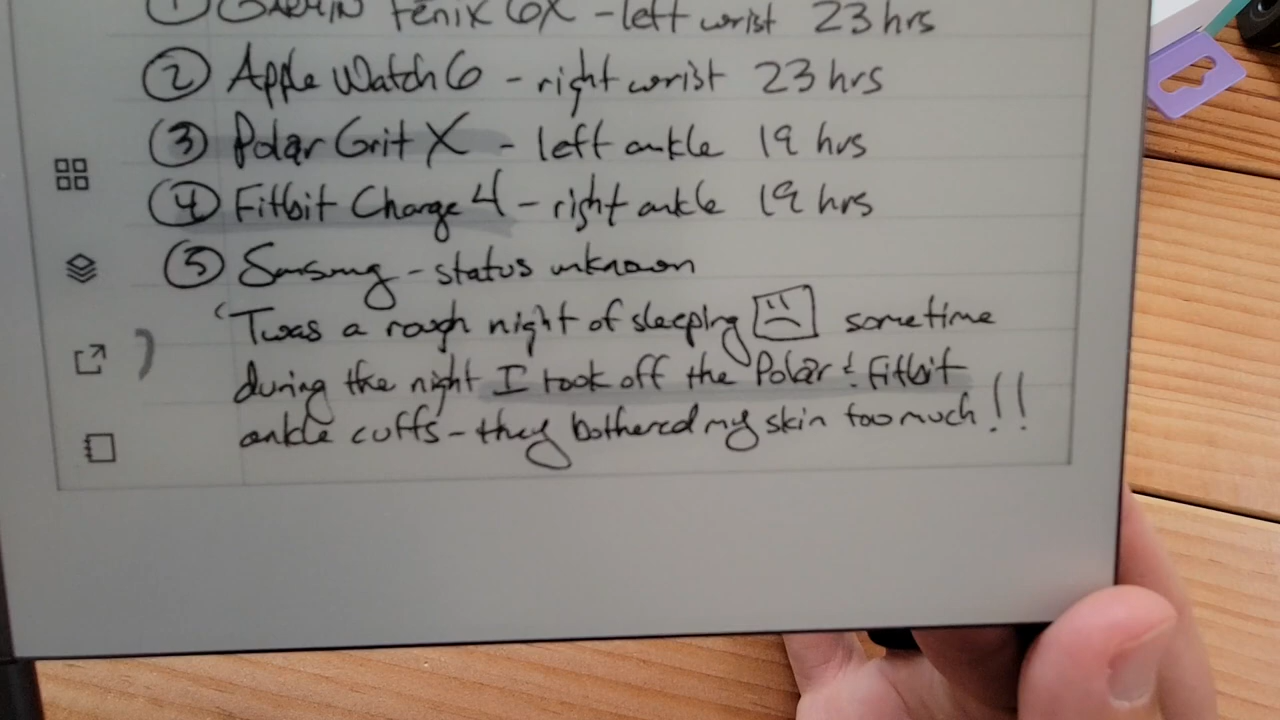 ① GARMIN Fenix 6X - left wrist 23 hrs
② Apple Watch 6 - right wrist 23 hrs
③ Polar Grit X - left ankle 19 hrs
④ Fitbit Charge 4 - right ankle 19 hrs
⑤ Samsung - status unknown
'Twas a rough night of sleeping sometime
during the night I took off the Polar & Fitbit
ankle cuffs - they bothered my skin too much!!